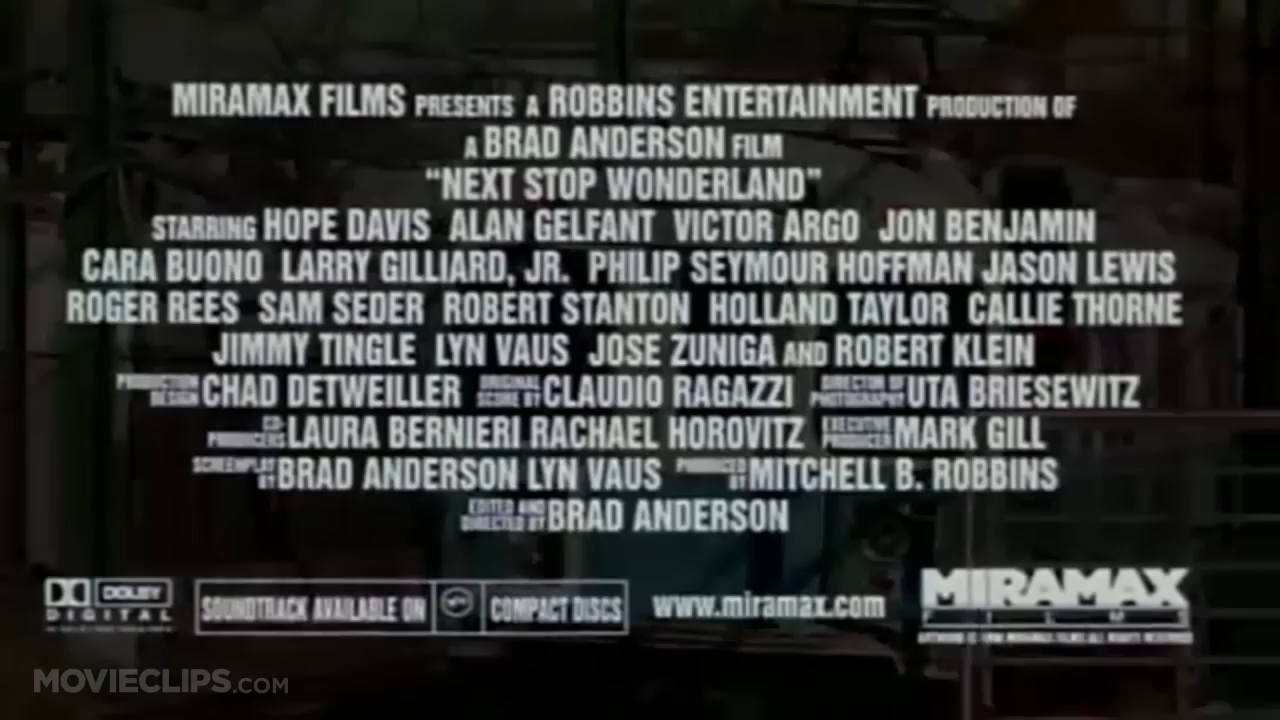 MIRAMAX FILMS PRESENTS A ROBBINS ENTERTAINMENT PRODUCTION OF
A BRAD ANDERSON FILM
“NEXT STOP WONDERLAND”
STARRING HOPE DAVIS ALAN GELFANT VICTOR ARGO JON BENJAMIN
CARA BUONO LARRY GILLIARD, JR. PHILIP SEYMOUR HOFFMAN JASON LEWIS
ROGER REES SAM SEDER ROBERT STANTON HOLLAND TAYLOR CALLIE THORNE
JIMMY TINGLE LYN VAUS JOSE ZUNIGA AND ROBERT KLEIN
PRODUCTION DESIGN CHAD DETWEILLER ORIGINAL SCORE BY CLAUDIO RAGAZZI DIRECTOR OF PHOTOGRAPHY UTA BRIESEWITZ
CO-PRODUCERS LAURA BERNIERI RACHAEL HOROVITZ EXECUTIVE PRODUCER MARK GILL
SCREENPLAY BY BRAD ANDERSON LYN VAUS PRODUCED BY MITCHELL B. ROBBINS
EDITED AND DIRECTED BY BRAD ANDERSON
DOLBY DIGITAL
SOUNDTRACK AVAILABLE ON COMPACT DISCS
www.miramax.com
MIRAMAX FILMS
MOVIECLIPS.COM